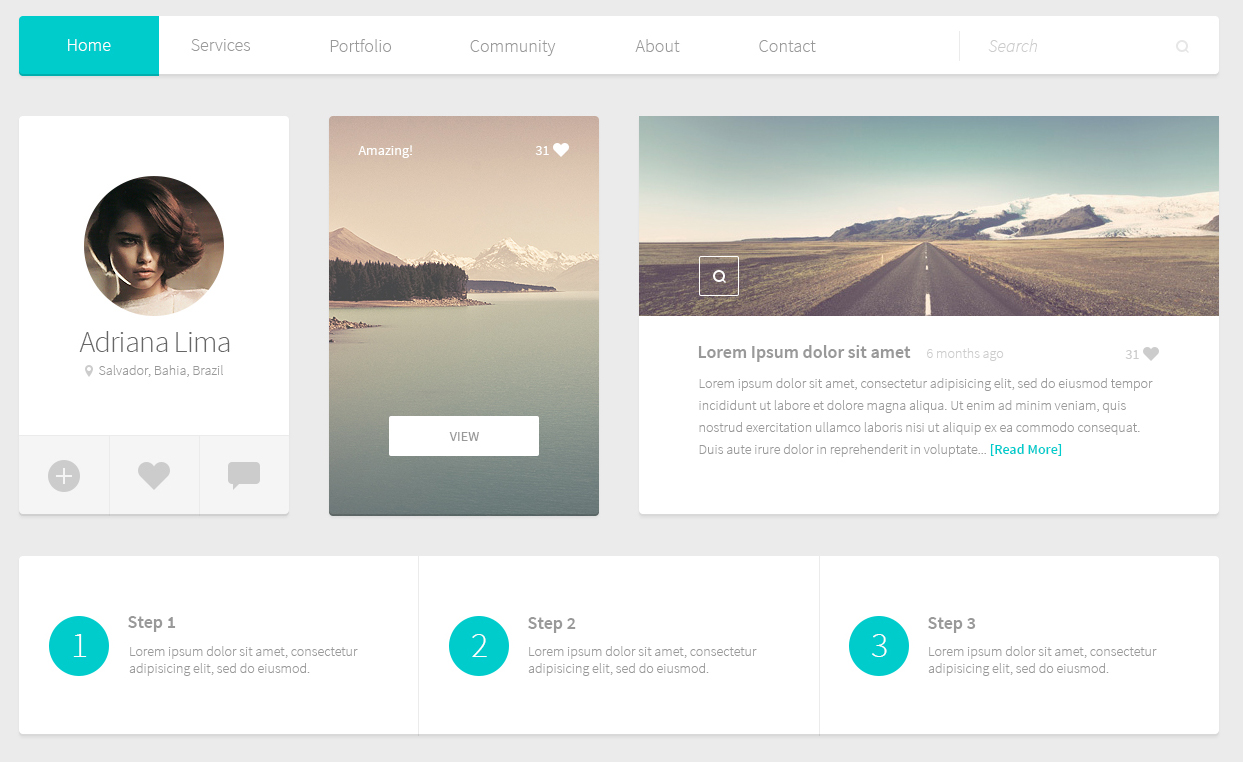 Home
Services
Portfolio
Community
About
Contact
Search
Adriana Lima
Salvador, Bahia, Brazil
Amazing!
31
VIEW
Lorem Ipsum dolor sit amet
6 months ago
31
Lorem ipsum dolor sit amet, consectetur adipisicing elit, sed do eiusmod tempor
incididunt ut labore et dolore magna aliqua. Ut enim ad minim veniam, quis
nostrud exercitation ullamco laboris nisi ut aliquip ex ea commodo consequat.
Duis aute irure dolor in reprehenderit in voluptate... [Read More]
1
Step 1
Lorem ipsum dolor sit amet, consectetur
adipisicing elit, sed do eiusmod.
2
Step 2
Lorem ipsum dolor sit amet, consectetur
adipisicing elit, sed do eiusmod.
3
Step 3
Lorem ipsum dolor sit amet, consectetur
adipisicing elit, sed do eiusmod.